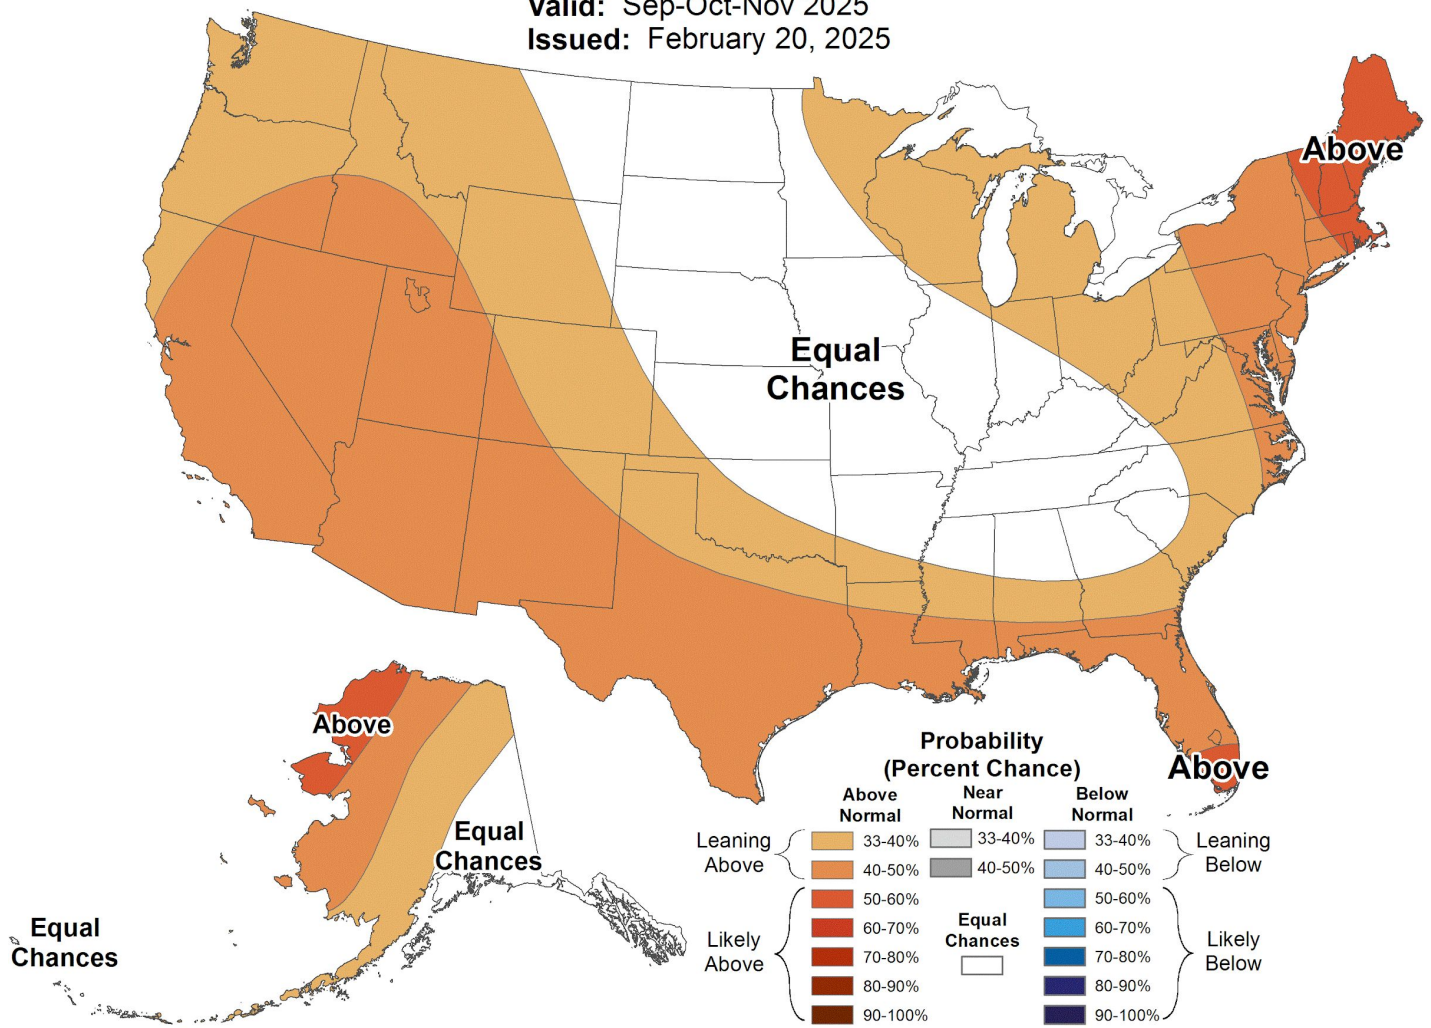 Valid: Sep-Oct-Nov 2025
Issued: February 20, 2025
Above
Equal
Chances
Above
Above
Equal
Chances
Equal
Chances
Probability
(Percent Chance)
Above
Normal
Near
Normal
Below
Normal
Leaning
Above
33-40%
40-50%
33-40%
40-50%
33-40%
40-50%
Leaning
Below
Likely
Above
50-60%
60-70%
70-80%
80-90%
90-100%
Equal
Chances
50-60%
60-70%
70-80%
80-90%
90-100%
Likely
Below